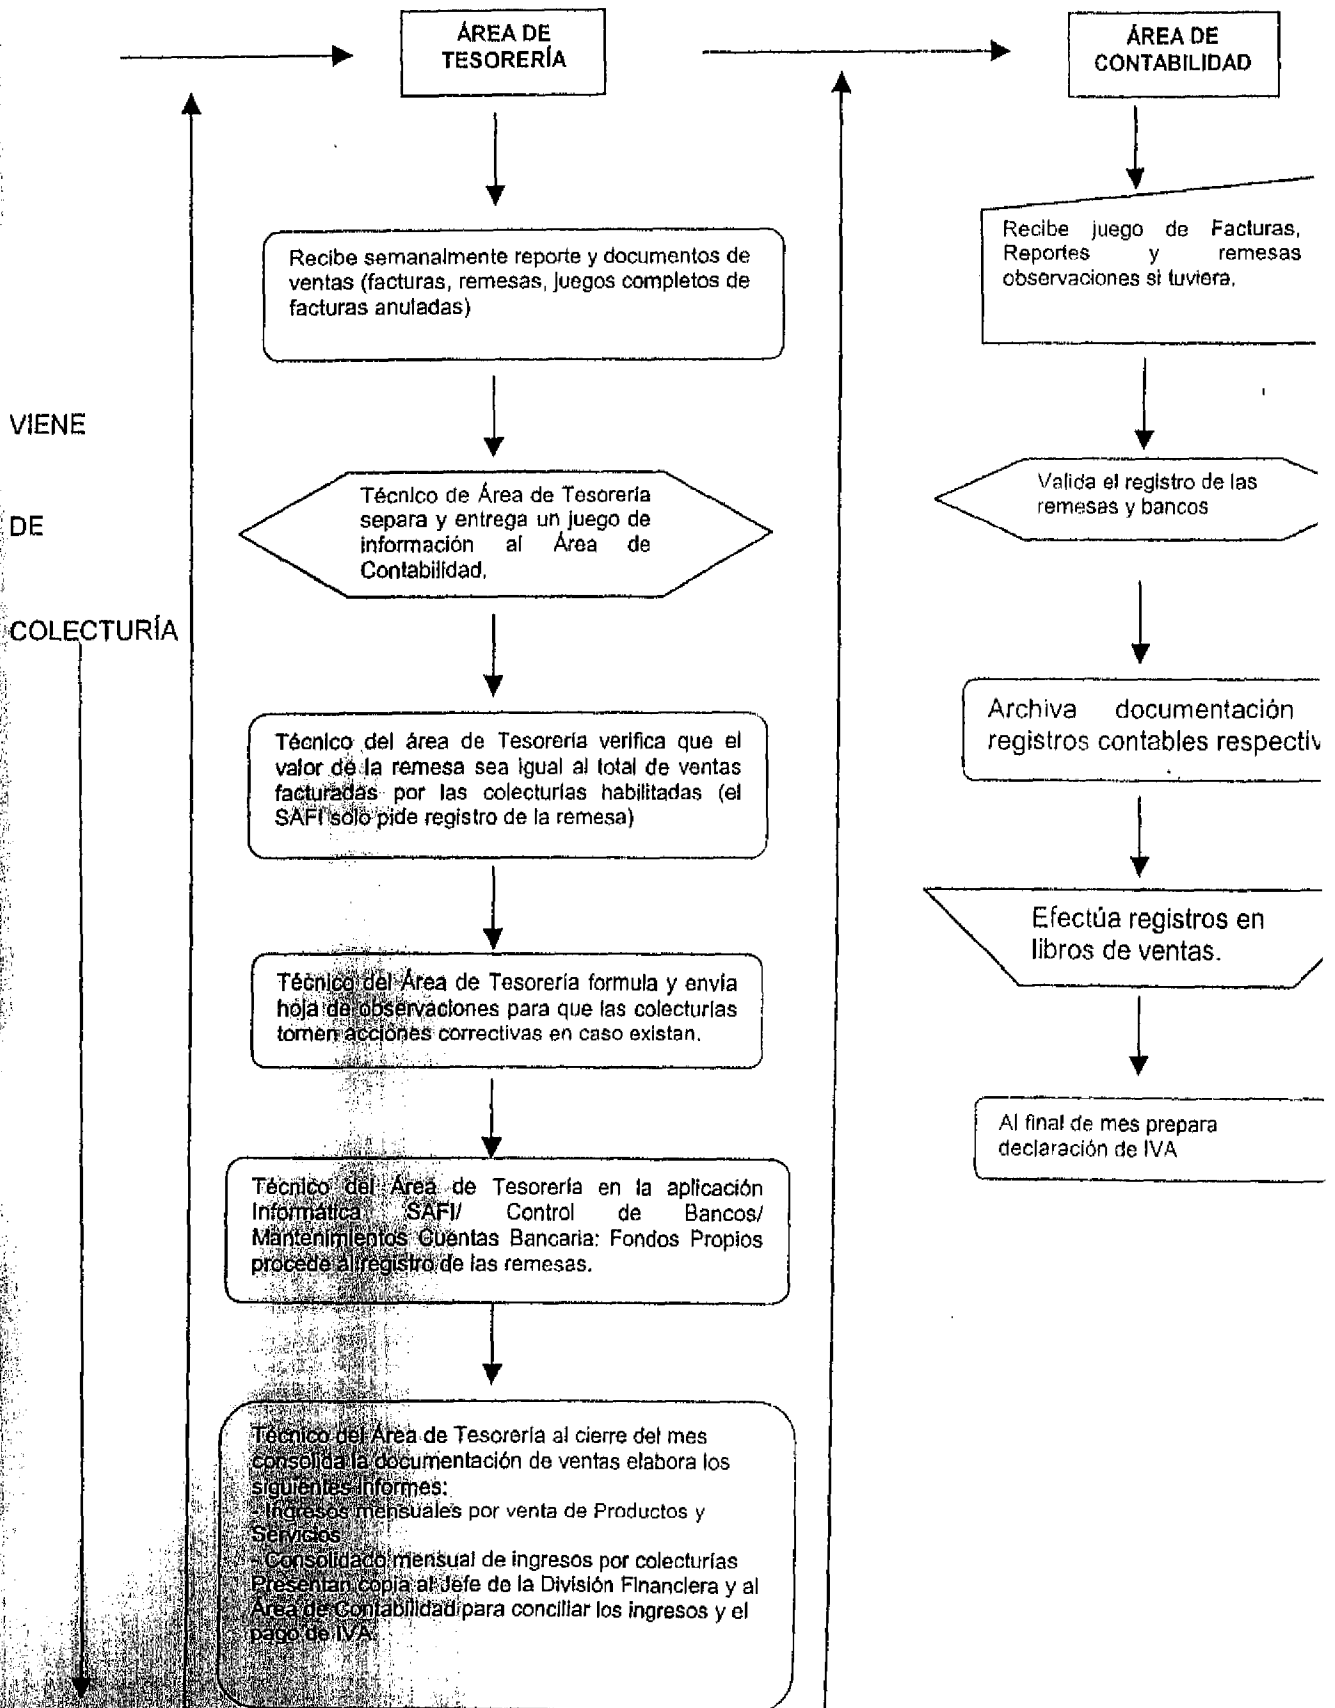 ÁREA DE
TESORERÍA
ÁREA DE
CONTABILIDAD
VIENE
DE
COLECTURÍA
Recibe semanalmente reporte y documentos de
ventas (facturas, remesas, juegos completos de
facturas anuladas)
Técnico de Área de Tesorería
separa y entrega un juego de
información al Área de
Contabilidad.
Técnico del área de Tesorería verifica que el
valor de la remesa sea igual al total de ventas
facturadas por las colecturías habilitadas (el
SAFI solo pide registro de la remesa)
Técnico del Área de Tesorería formula y envía
hoja de observaciones para que las colecturías
tomen acciones correctivas en caso existan.
Técnico del Área de Tesorería en la aplicación
Informática SAFI/ Control de Bancos/
Mantenimientos Cuentas Bancaria: Fondos Propios
procede al registro de las remesas.
Técnico del Área de Tesorería al cierre del mes
consolida la documentación de ventas elabora los
siguientes informes:
- Ingresos mensuales por venta de Productos y
Servicios
- Consolidado mensual de ingresos por colecturías
Presentan copia al Jefe de la División Financiera y al
Área de Contabilidad para conciliar los ingresos y el
pago de IVA.
Recibe juego de Facturas,
Reportes y remesas
observaciones si tuviera.
Valida el registro de las
remesas y bancos
Archiva documentación
registros contables respectiv
Efectúa registros en
libros de ventas.
Al final de mes prepara
declaración de IVA